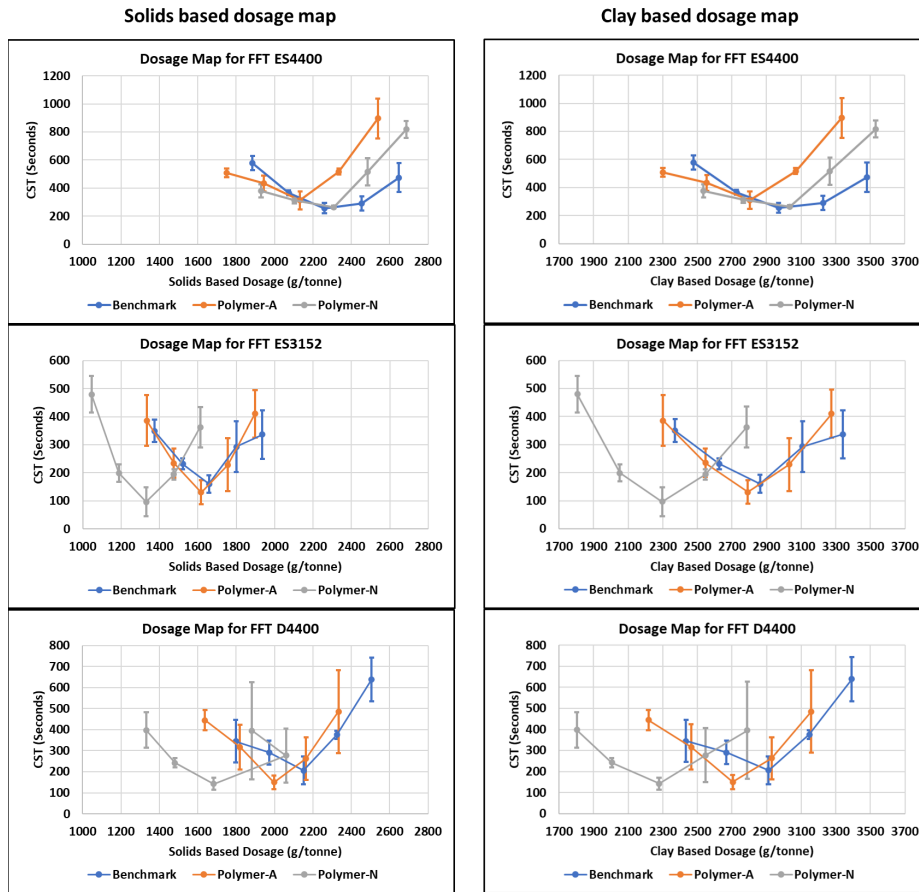 Solids based dosage map
Clay based dosage map
Dosage Map for FFT ES4400
1200
1000
800
600
400
200
0
CST (Seconds)
1000 1200 1400 1600 1800 2000 2200 2400 2600 2800
Solids Based Dosage (g/tonne)
Benchmark Polymer-A Polymer-N
Dosage Map for FFT ES4400
1200
1000
800
600
400
200
0
CST (Seconds)
1700 1900 2100 2300 2500 2700 2900 3100 3300 3500 3700
Clay Based Dosage (g/tonne)
Benchmark Polymer-A Polymer-N
Dosage Map for FFT ES3152
600
500
400
300
200
100
0
CST (Seconds)
1000 1200 1400 1600 1800 2000 2200 2400 2600 2800
Solids Based Dosage (g/tonne)
Benchmark Polymer-A Polymer-N
Dosage Map for FFT ES3152
600
500
400
300
200
100
0
CST (Seconds)
1700 1900 2100 2300 2500 2700 2900 3100 3300 3500 3700
Clay Based Dosage (g/tonne)
Benchmark Polymer-A Polymer-N
Dosage Map for FFT D4400
800
700
600
500
400
300
200
100
0
CST (Seconds)
1000 1200 1400 1600 1800 2000 2200 2400 2600 2800
Solids Based Dosage (g/tonne)
Benchmark Polymer-A Polymer-N
Dosage Map for FFT D4400
800
700
600
500
400
300
200
100
0
CST (Seconds)
1700 1900 2100 2300 2500 2700 2900 3100 3300 3500 3700
Clay Based Dosage (g/tonne)
Benchmark Polymer-A Polymer-N